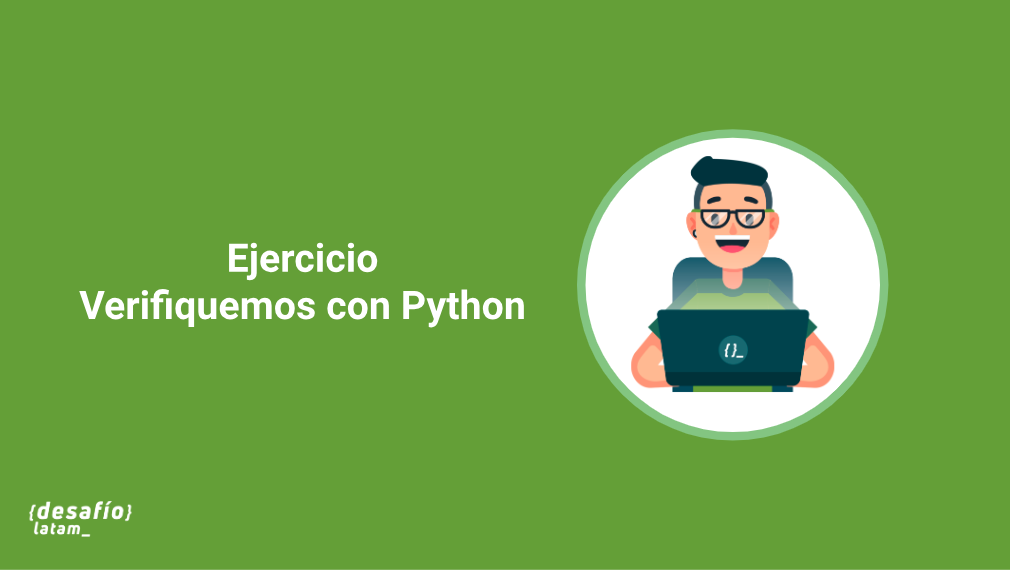 Ejercicio
Verifiquemos con Python
{}_
{desafío}
latam_